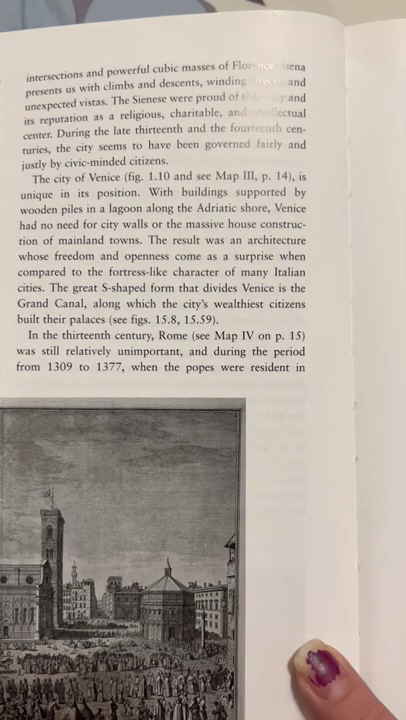 intersections and powerful cubic masses of Florence, Siena
presents us with climbs and descents, winding streets and
unexpected vistas. The Sienese were proud of their city and
its reputation as a religious, charitable, and intellectual
center. During the late thirteenth and the fourteenth cen-
turies, the city seems to have been governed fairly and
justly by civic-minded citizens.
The city of Venice (fig. 1.10 and see Map III, p. 14), is
unique in its position. With buildings supported by
wooden piles in a lagoon along the Adriatic shore, Venice
had no need for city walls or the massive house construc-
tion of mainland towns. The result was an architecture
whose freedom and openness come as a surprise when
compared to the fortress-like character of many Italian
cities. The great S-shaped form that divides Venice is the
Grand Canal, along which the city's wealthiest citizens
built their palaces (see figs. 15.8, 15.59).
In the thirteenth century, Rome (see Map IV on p. 15)
was still relatively unimportant, and during the period
from 1309 to 1377, when the popes were resident in